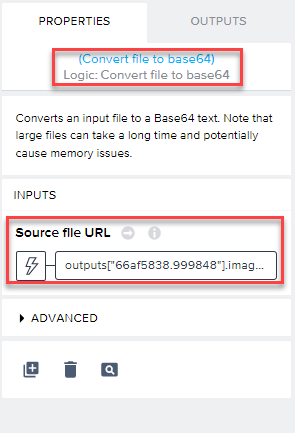 PROPERTIES
OUTPUTS
(Convert file to base64)
Logic: Convert file to base64
Converts an input file to a Base64 text. Note that
large files can take a long time and potentially
cause memory issues.
INPUTS
Source file URL
outputs["66af5838.999848"].imag...
ADVANCED